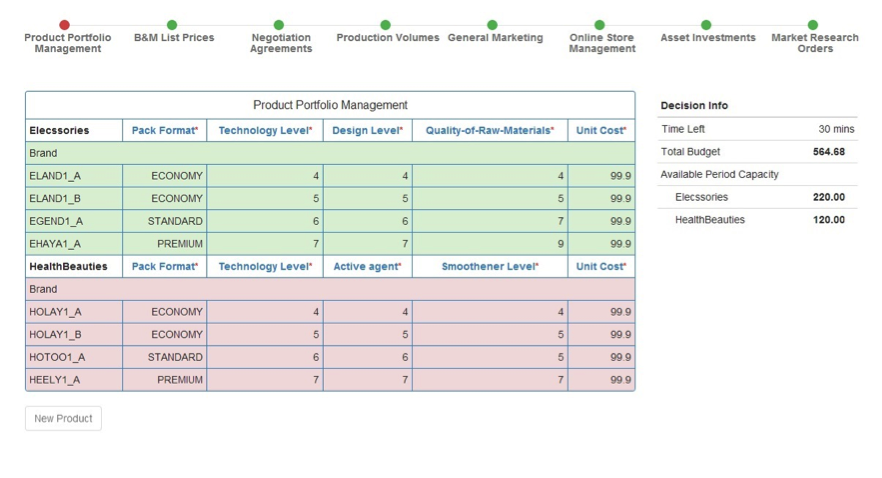 Product Portfolio Management
B&M List Prices
Negotiation Agreements
Production Volumes
General Marketing
Online Store Management
Asset Investments
Market Research Orders
Product Portfolio Management
Elecssories Pack Format* Technology Level* Design Level* Quality-of-Raw-Materials* Unit Cost*
Brand
ELAND1_A ECONOMY 4 4 4 99.9
ELAND1_B ECONOMY 5 5 5 99.9
EGEND1_A STANDARD 6 6 7 99.9
EHAYA1_A PREMIUM 7 7 9 99.9
HealthBeauties Pack Format* Technology Level* Active agent* Smoothener Level* Unit Cost*
Brand
HOLAY1_A ECONOMY 4 4 4 99.9
HOLAY1_B ECONOMY 5 5 5 99.9
HOTOO1_A STANDARD 6 6 5 99.9
HEELY1_A PREMIUM 7 7 7 99.9
New Product
Decision Info
Time Left 30 mins
Total Budget 564.68
Available Period Capacity
Elecssories 220.00
HealthBeauties 120.00